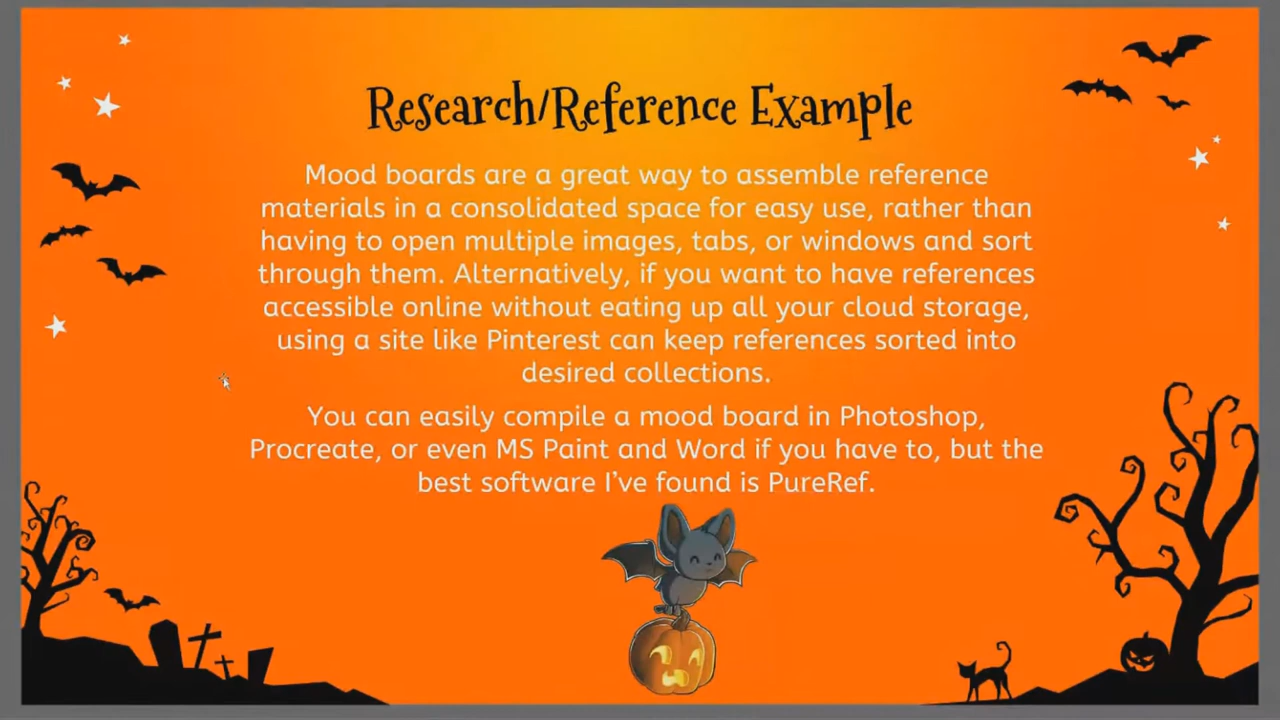 Research/Reference Example
Mood boards are a great way to assemble reference
materials in a consolidated space for easy use, rather than
having to open multiple images, tabs, or windows and sort
through them. Alternatively, if you want to have references
accessible online without eating up all your cloud storage,
using a site like Pinterest can keep references sorted into
desired collections.
You can easily compile a mood board in Photoshop,
Procreate, or even MS Paint and Word if you have to, but the
best software I’ve found is PureRef.